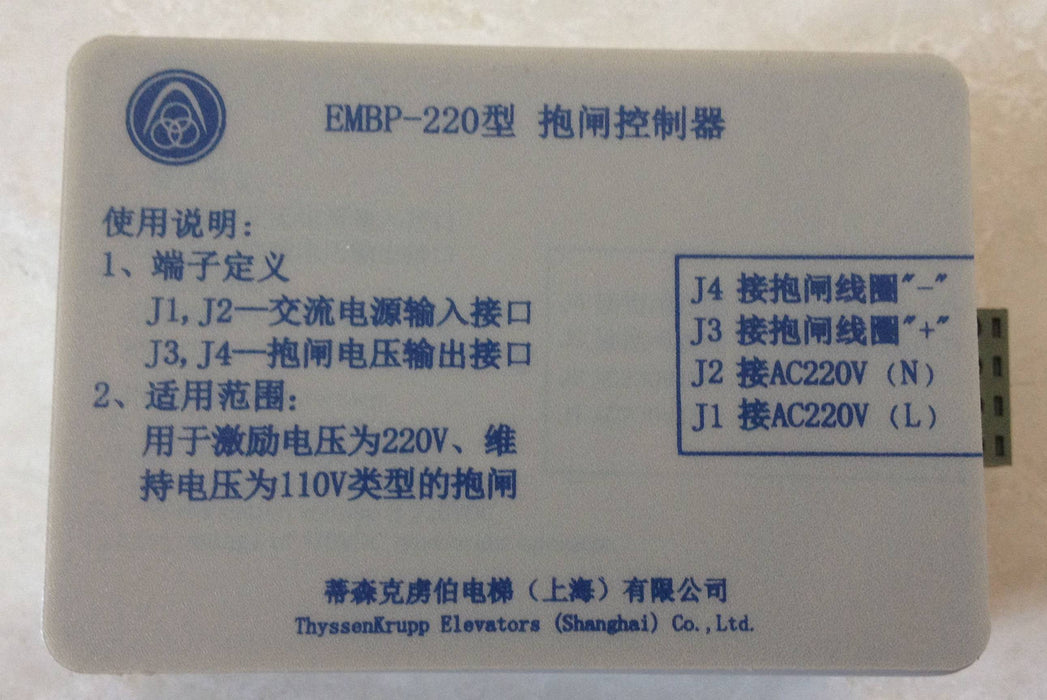 EMBP-220型 抱闸控制器
使用说明:
1、端子定义
J1,J2—交流电源输入接口
J3,J4—抱闸电压输出接口
2、适用范围:
用于激励电压为220V、维
持电压为110V类型的抱闸
J4 接抱闸线圈"-"
J3 接抱闸线圈"+"
J2 接AC220V (N)
J1 接AC220V (L)
蒂森克虏伯电梯（上海）有限公司
ThyssenKrupp Elevators (Shanghai) Co.,Ltd.